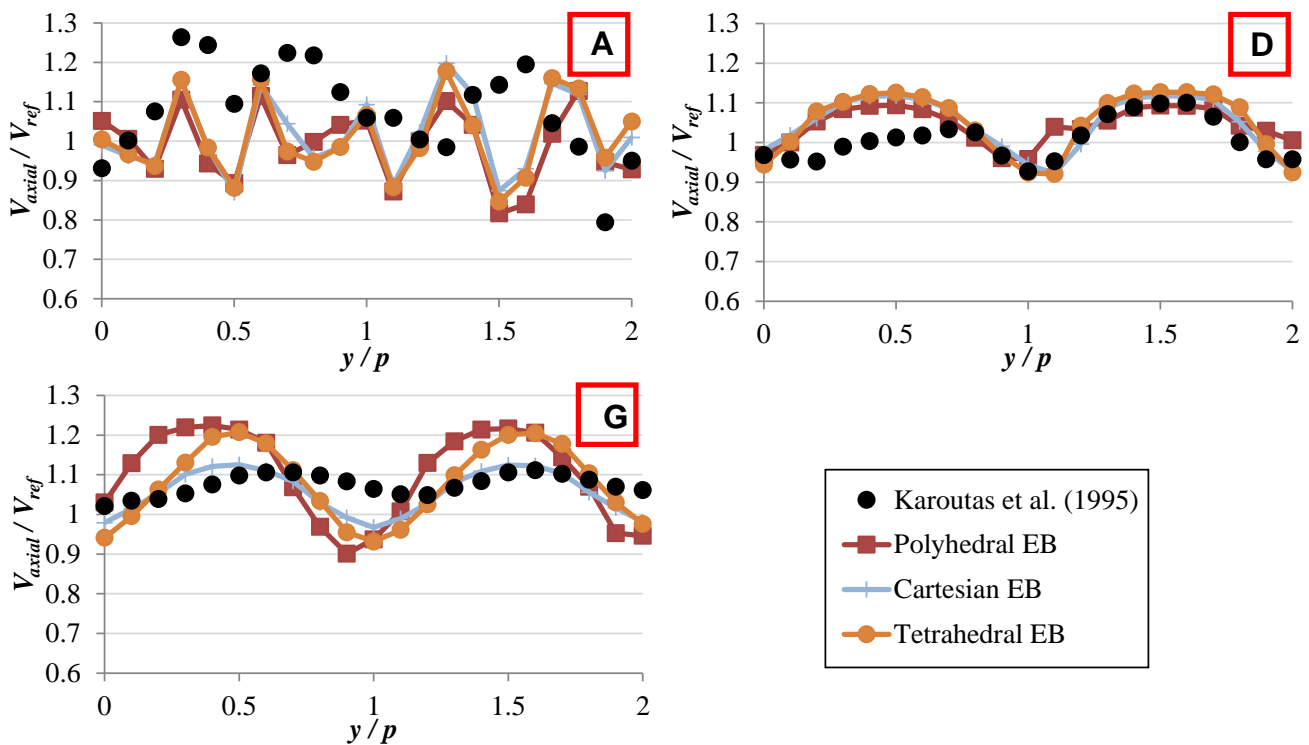 A
V_axial / V_ref
1.3
1.2
1.1
1
0.9
0.8
0.7
0.6
0 0.5 1 1.5 2
y / p
D
V_axial / V_ref
1.3
1.2
1.1
1
0.9
0.8
0.7
0.6
0 0.5 1 1.5 2
y / p
G
V_axial / V_ref
1.3
1.2
1.1
1
0.9
0.8
0.7
0.6
0 0.5 1 1.5 2
y / p
Karoutas et al. (1995)
Polyhedral EB
Cartesian EB
Tetrahedral EB